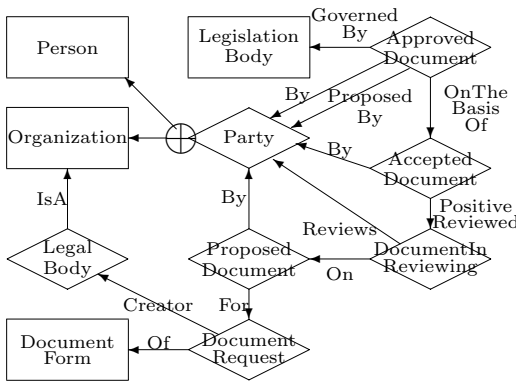 Governed
By
Person
Legislation
Body
Approved
Document
By
Proposed
By
OnThe
Basis
Of
Organization
Party
By
Accepted
Document
IsA
By
Positive
Reviewed
Reviews
Legal
Body
Proposed
Document
On
DocumentIn
Reviewing
Creator
For
Document
Form
Of
Document
Request